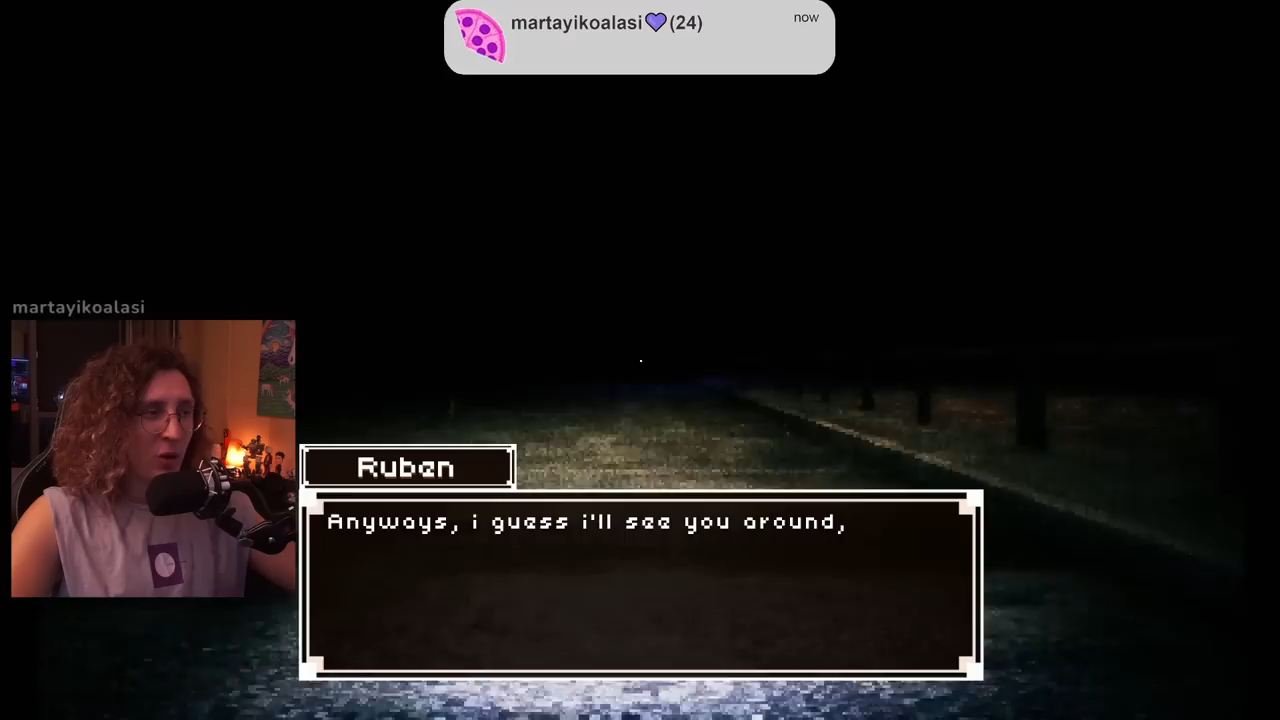 martayikoalasi💜(24)
now
martayikoalasi
Ruben
Anyways, i guess i'll see you around,